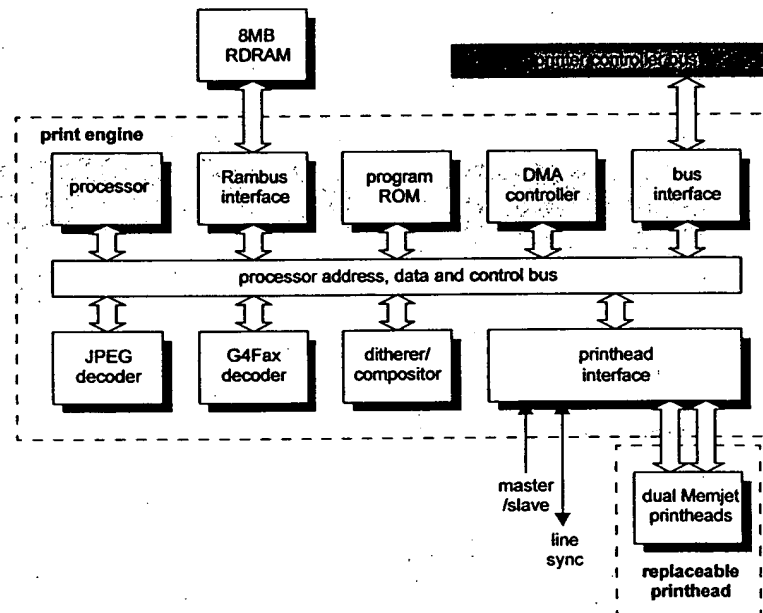 8MB
RDRAM
printer controller bus
print engine
processor
Rambus
interface
program
ROM
DMA
controller
bus
interface
processor address, data and control bus
JPEG
decoder
G4Fax
decoder
ditherer/
compositor
printhead
interface
master
/slave
line
sync
dual Memjet
printheads
replaceable
printhead